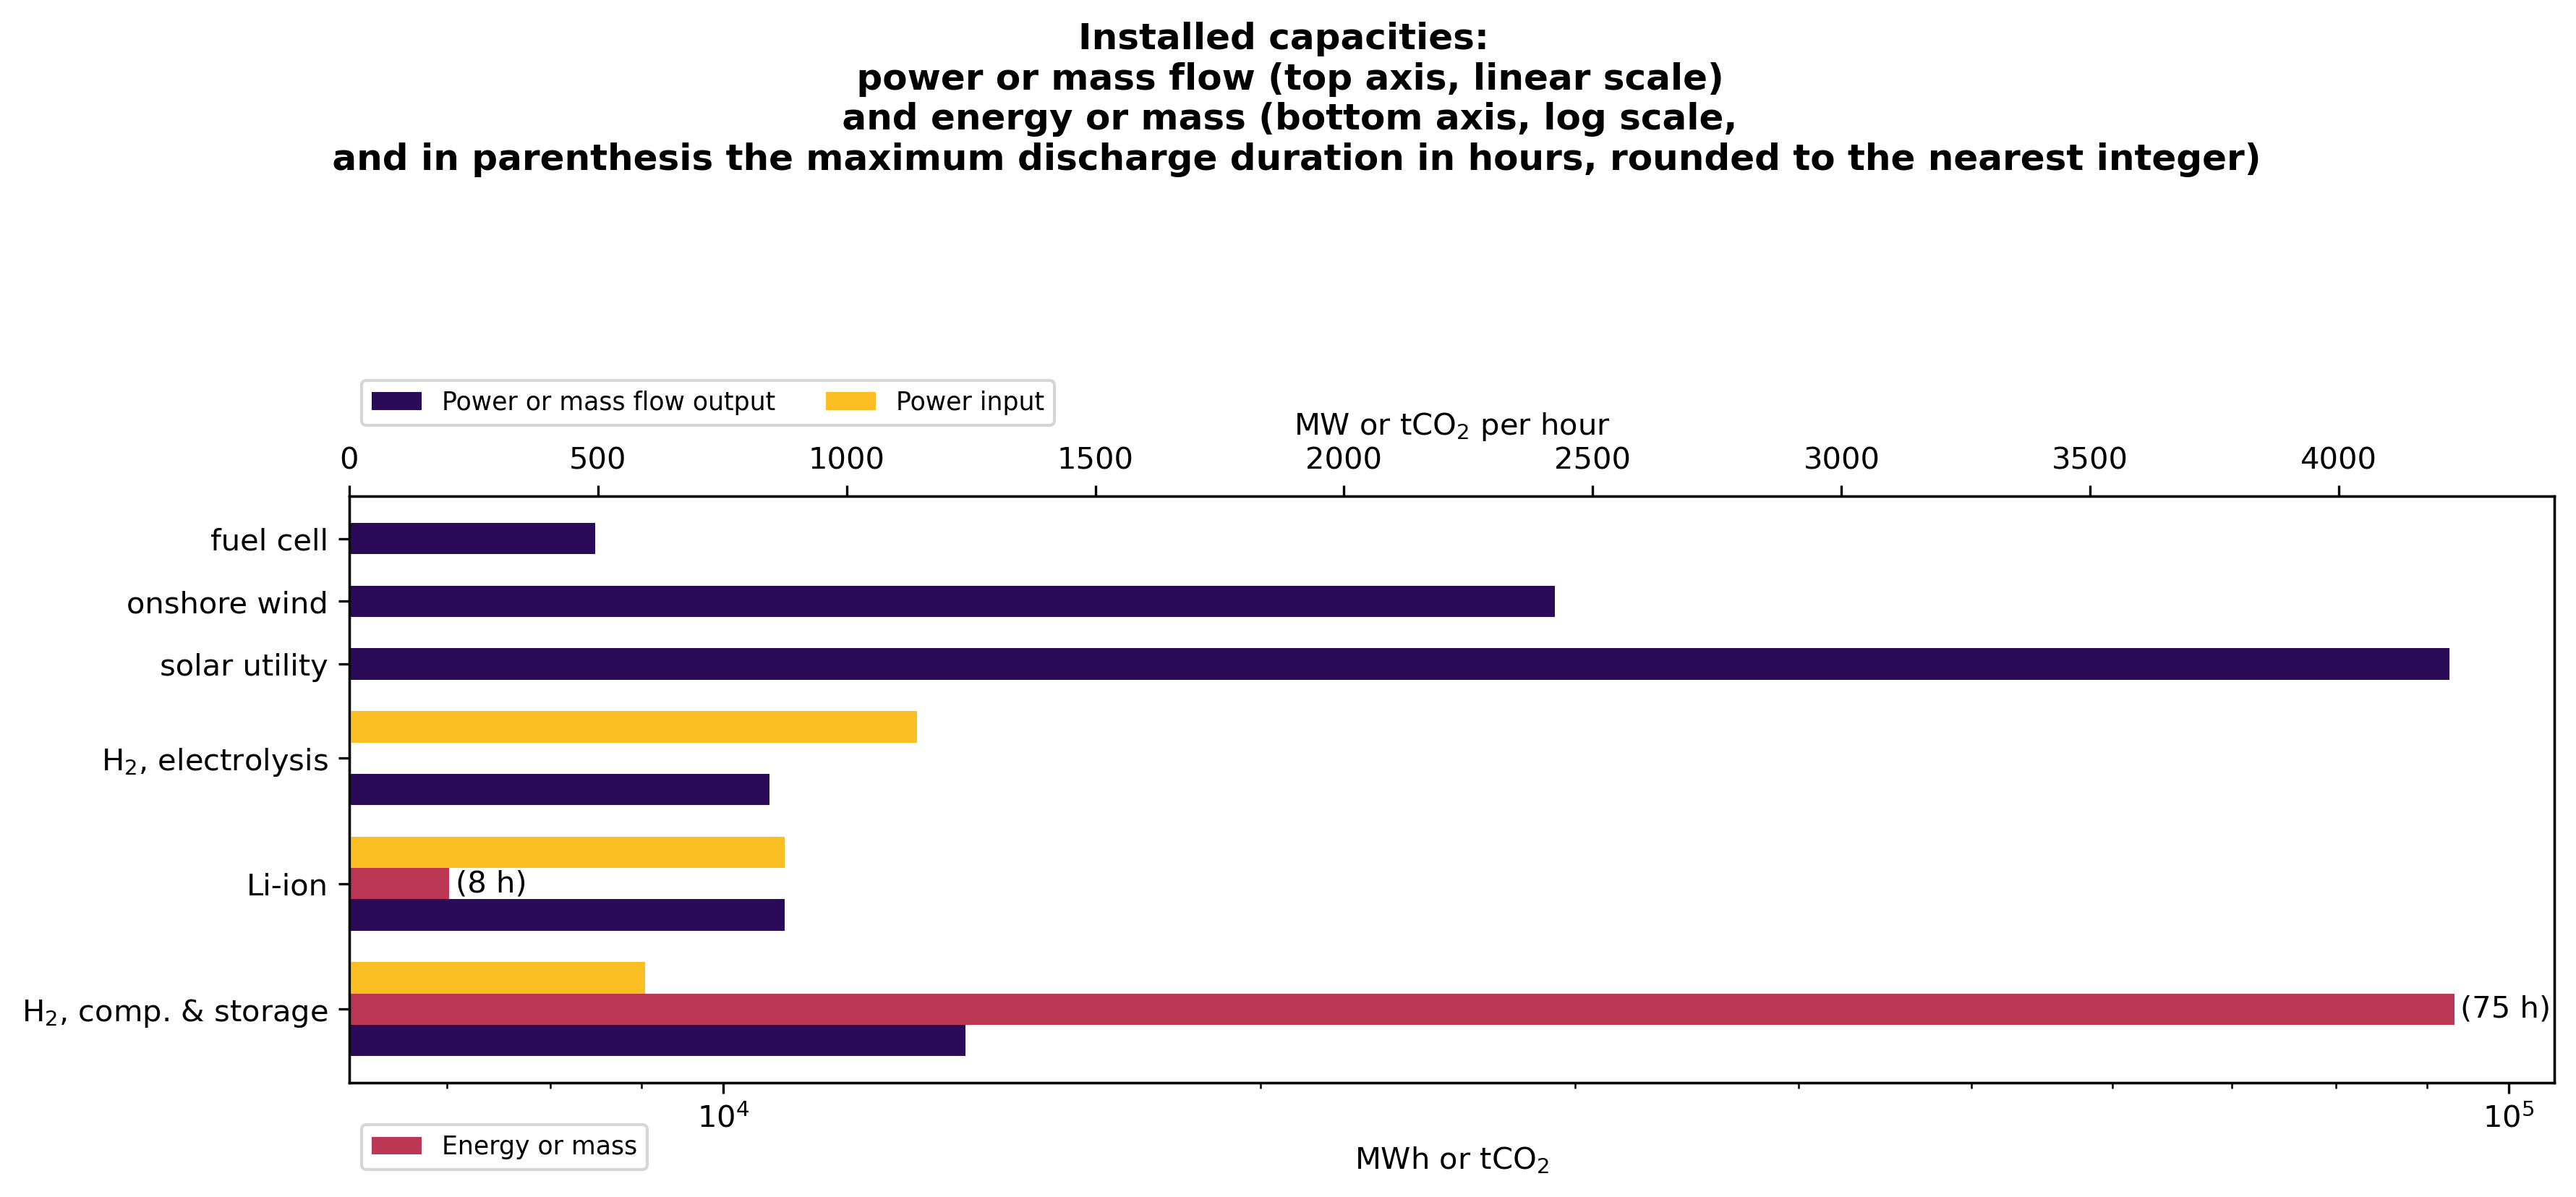 Installed capacities:
power or mass flow (top axis, linear scale)
and energy or mass (bottom axis, log scale,
and in parenthesis the maximum discharge duration in hours, rounded to the nearest integer)
Power or mass flow output Power input
MW or tCO₂ per hour
0 500 1000 1500 2000 2500 3000 3500 4000
fuel cell
onshore wind
solar utility
H₂, electrolysis
Li-ion (8 h)
H₂, comp. & storage (75 h)
10⁴ 10⁵
Energy or mass
MWh or tCO₂